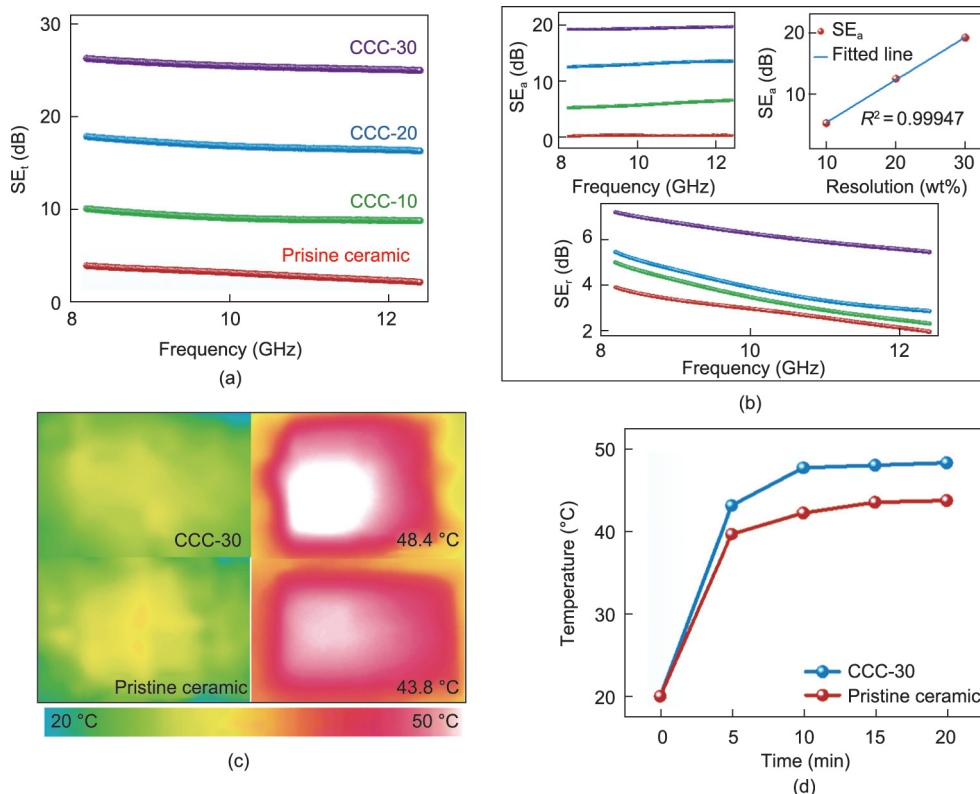 30
20
10
0
SEt (dB)
CCC-30
CCC-20
CCC-10
Prisine ceramic
8
10
12
Frequency (GHz)
(a)
20
10
0
SEa (dB)
8
10
12
Frequency (GHz)
20
10
SEa (dB)
SEa
Fitted line
R² = 0.99947
10
20
30
Resolution (wt%)
6
4
2
SEr (dB)
8
10
12
Frequency (GHz)
(b)
CCC-30
48.4 °C
Pristine ceramic
43.8 °C
20 °C
50 °C
(c)
50
40
30
20
Temperature (°C)
CCC-30
Pristine ceramic
0
5
10
15
20
Time (min)
(d)